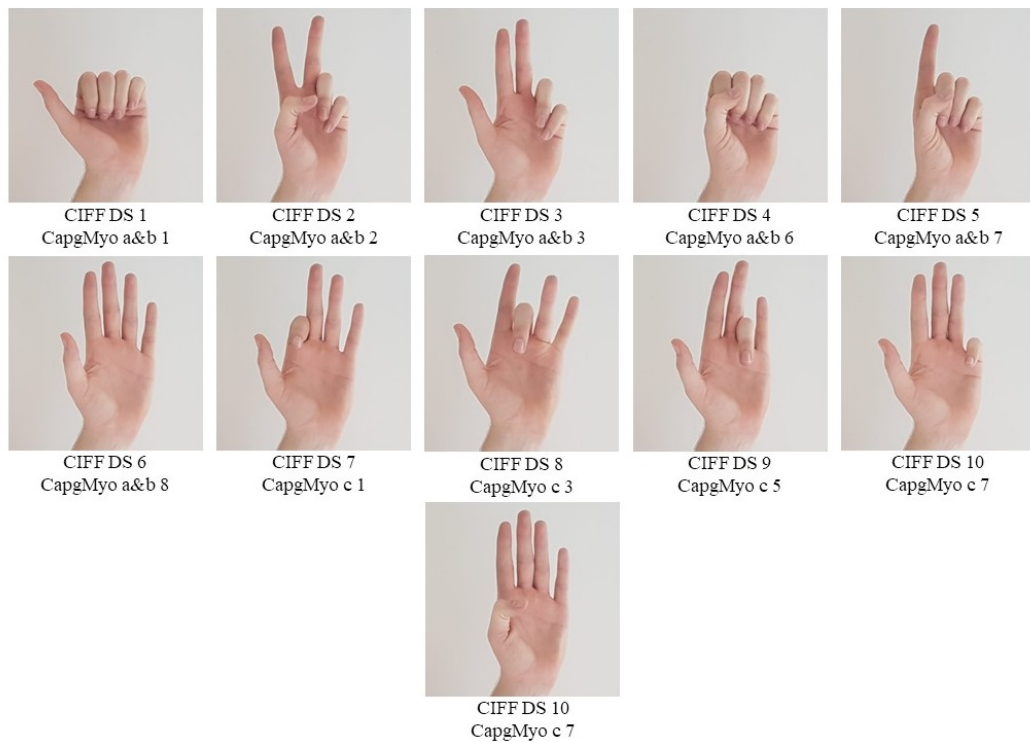 CIFF DS 1
CapgMyo a&b 1
CIFF DS 2
CapgMyo a&b 2
CIFF DS 3
CapgMyo a&b 3
CIFF DS 4
CapgMyo a&b 6
CIFF DS 5
CapgMyo a&b 7
CIFF DS 6
CapgMyo a&b 8
CIFF DS 7
CapgMyo c 1
CIFF DS 8
CapgMyo c 3
CIFF DS 9
CapgMyo c 5
CIFF DS 10
CapgMyo c 7
CIFF DS 10
CapgMyo c 7